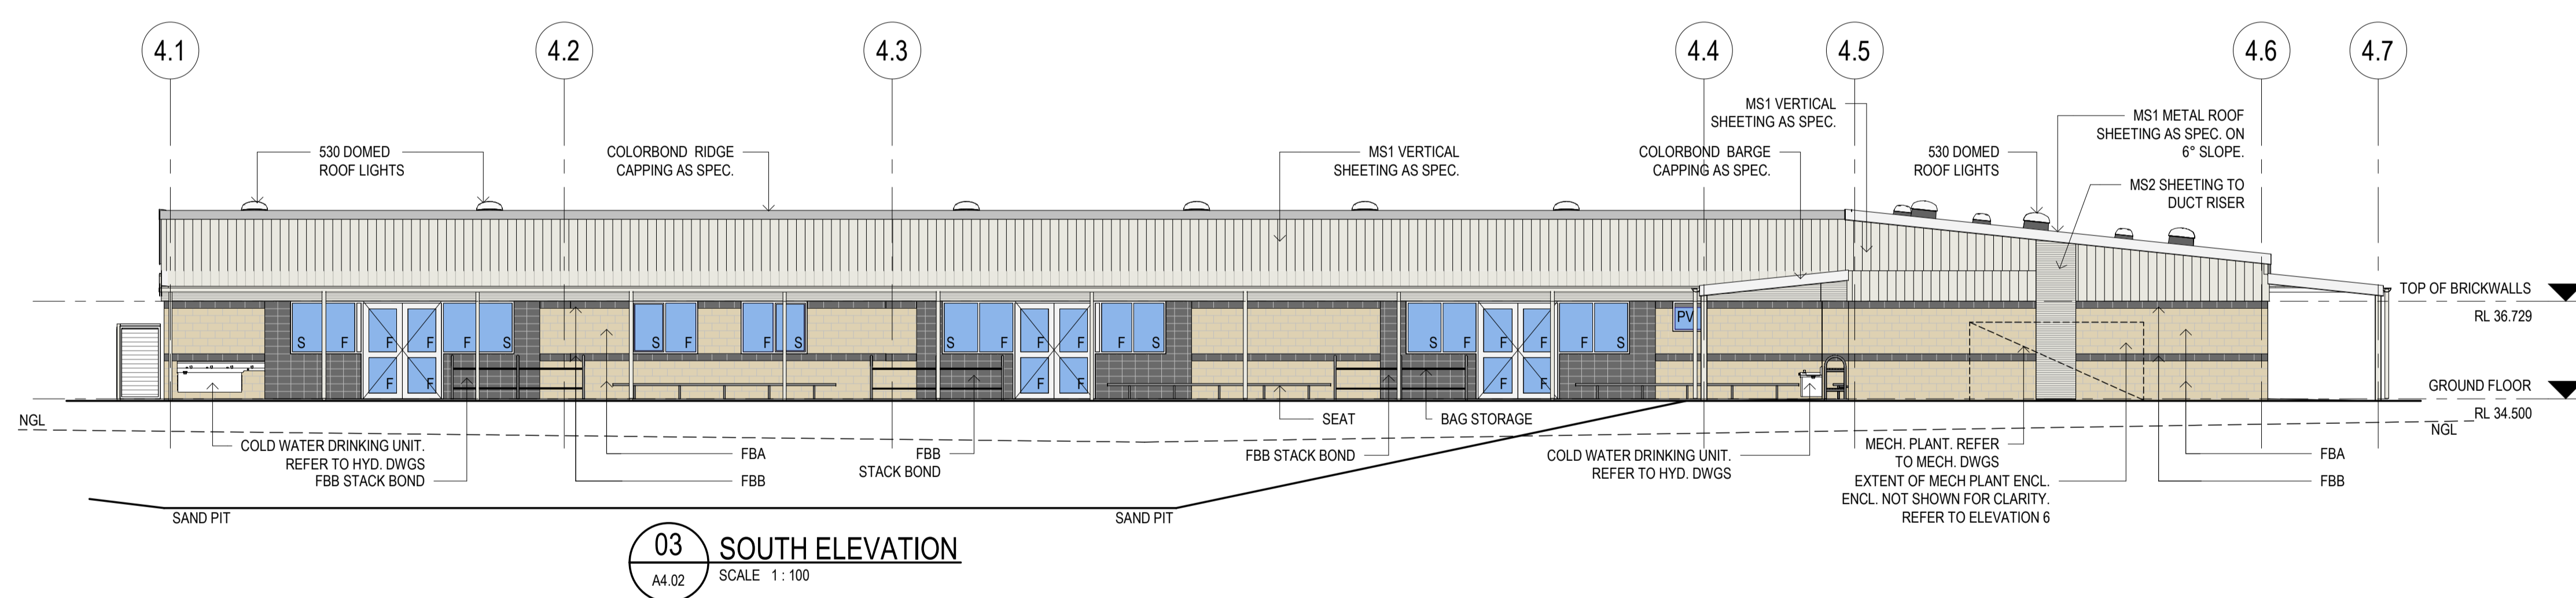 4.1
4.2
4.3
4.4
4.5
4.6
4.7
530 DOMED
ROOF LIGHTS
COLORBOND RIDGE
CAPPING AS SPEC.
MS1 VERTICAL
SHEETING AS SPEC.
COLORBOND BARGE
CAPPING AS SPEC.
MS1 VERTICAL
SHEETING AS SPEC.
530 DOMED
ROOF LIGHTS
MS1 METAL ROOF
SHEETING AS SPEC. ON
6° SLOPE.
MS2 SHEETING TO
DUCT RISER
TOP OF BRICKWALLS
RL 36.729
GROUND FLOOR
RL 34.500
S F F F F S S F F S S F F F F S S F F F F S PV
F F F F F F
NGL
NGL
COLD WATER DRINKING UNIT.
REFER TO HYD. DWGS
FBB STACK BOND
FBA
FBB
FBB
STACK BOND
SEAT
BAG STORAGE
FBB STACK BOND
COLD WATER DRINKING UNIT.
REFER TO HYD. DWGS
MECH. PLANT. REFER
TO MECH. DWGS
EXTENT OF MECH PLANT ENCL.
ENCL. NOT SHOWN FOR CLARITY.
REFER TO ELEVATION 6
FBA
FBB
SAND PIT
SAND PIT
03
A4.02
SOUTH ELEVATION
SCALE 1 : 100